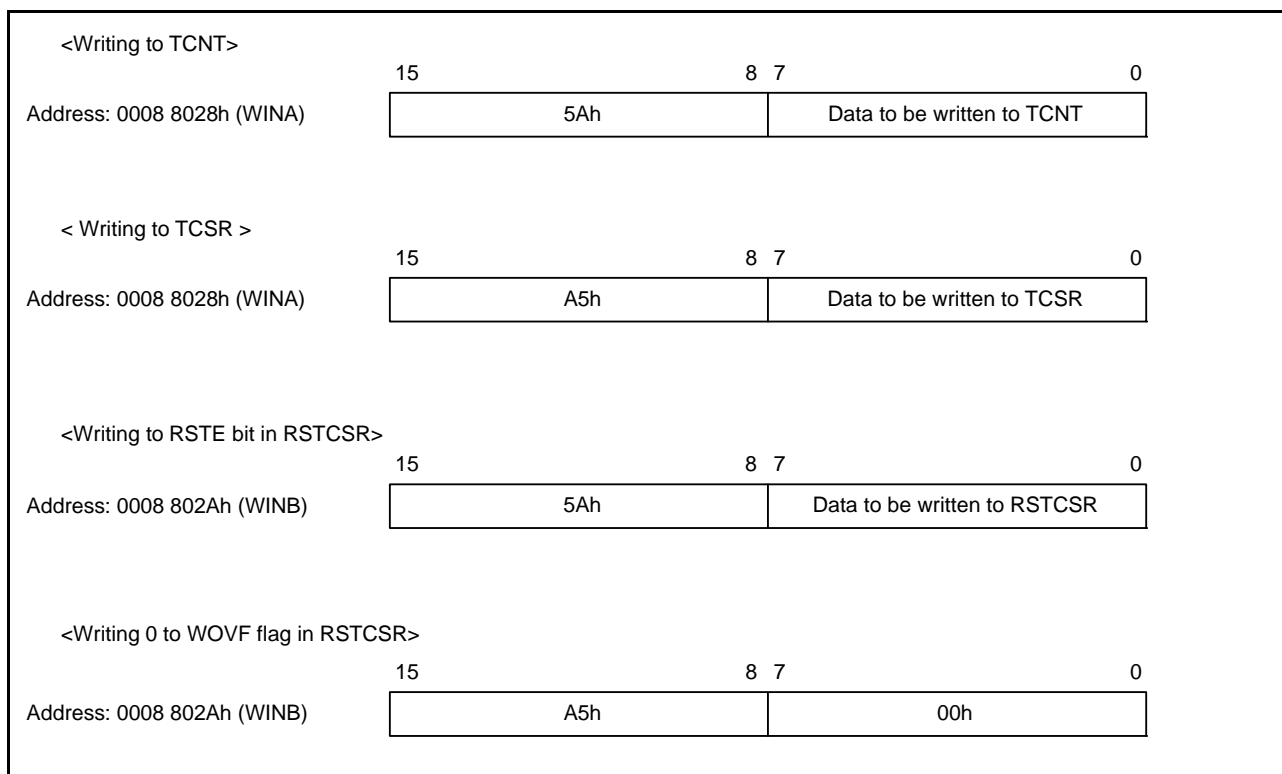 <Writing to TCNT>
15 8 7 0
Address: 0008 8028h (WINA) 5Ah Data to be written to TCNT
< Writing to TCSR >
15 8 7 0
Address: 0008 8028h (WINA) A5h Data to be written to TCSR
<Writing to RSTE bit in RSTCSR>
15 8 7 0
Address: 0008 802Ah (WINB) 5Ah Data to be written to RSTCSR
<Writing 0 to WOVF flag in RSTCSR>
15 8 7 0
Address: 0008 802Ah (WINB) A5h 00h